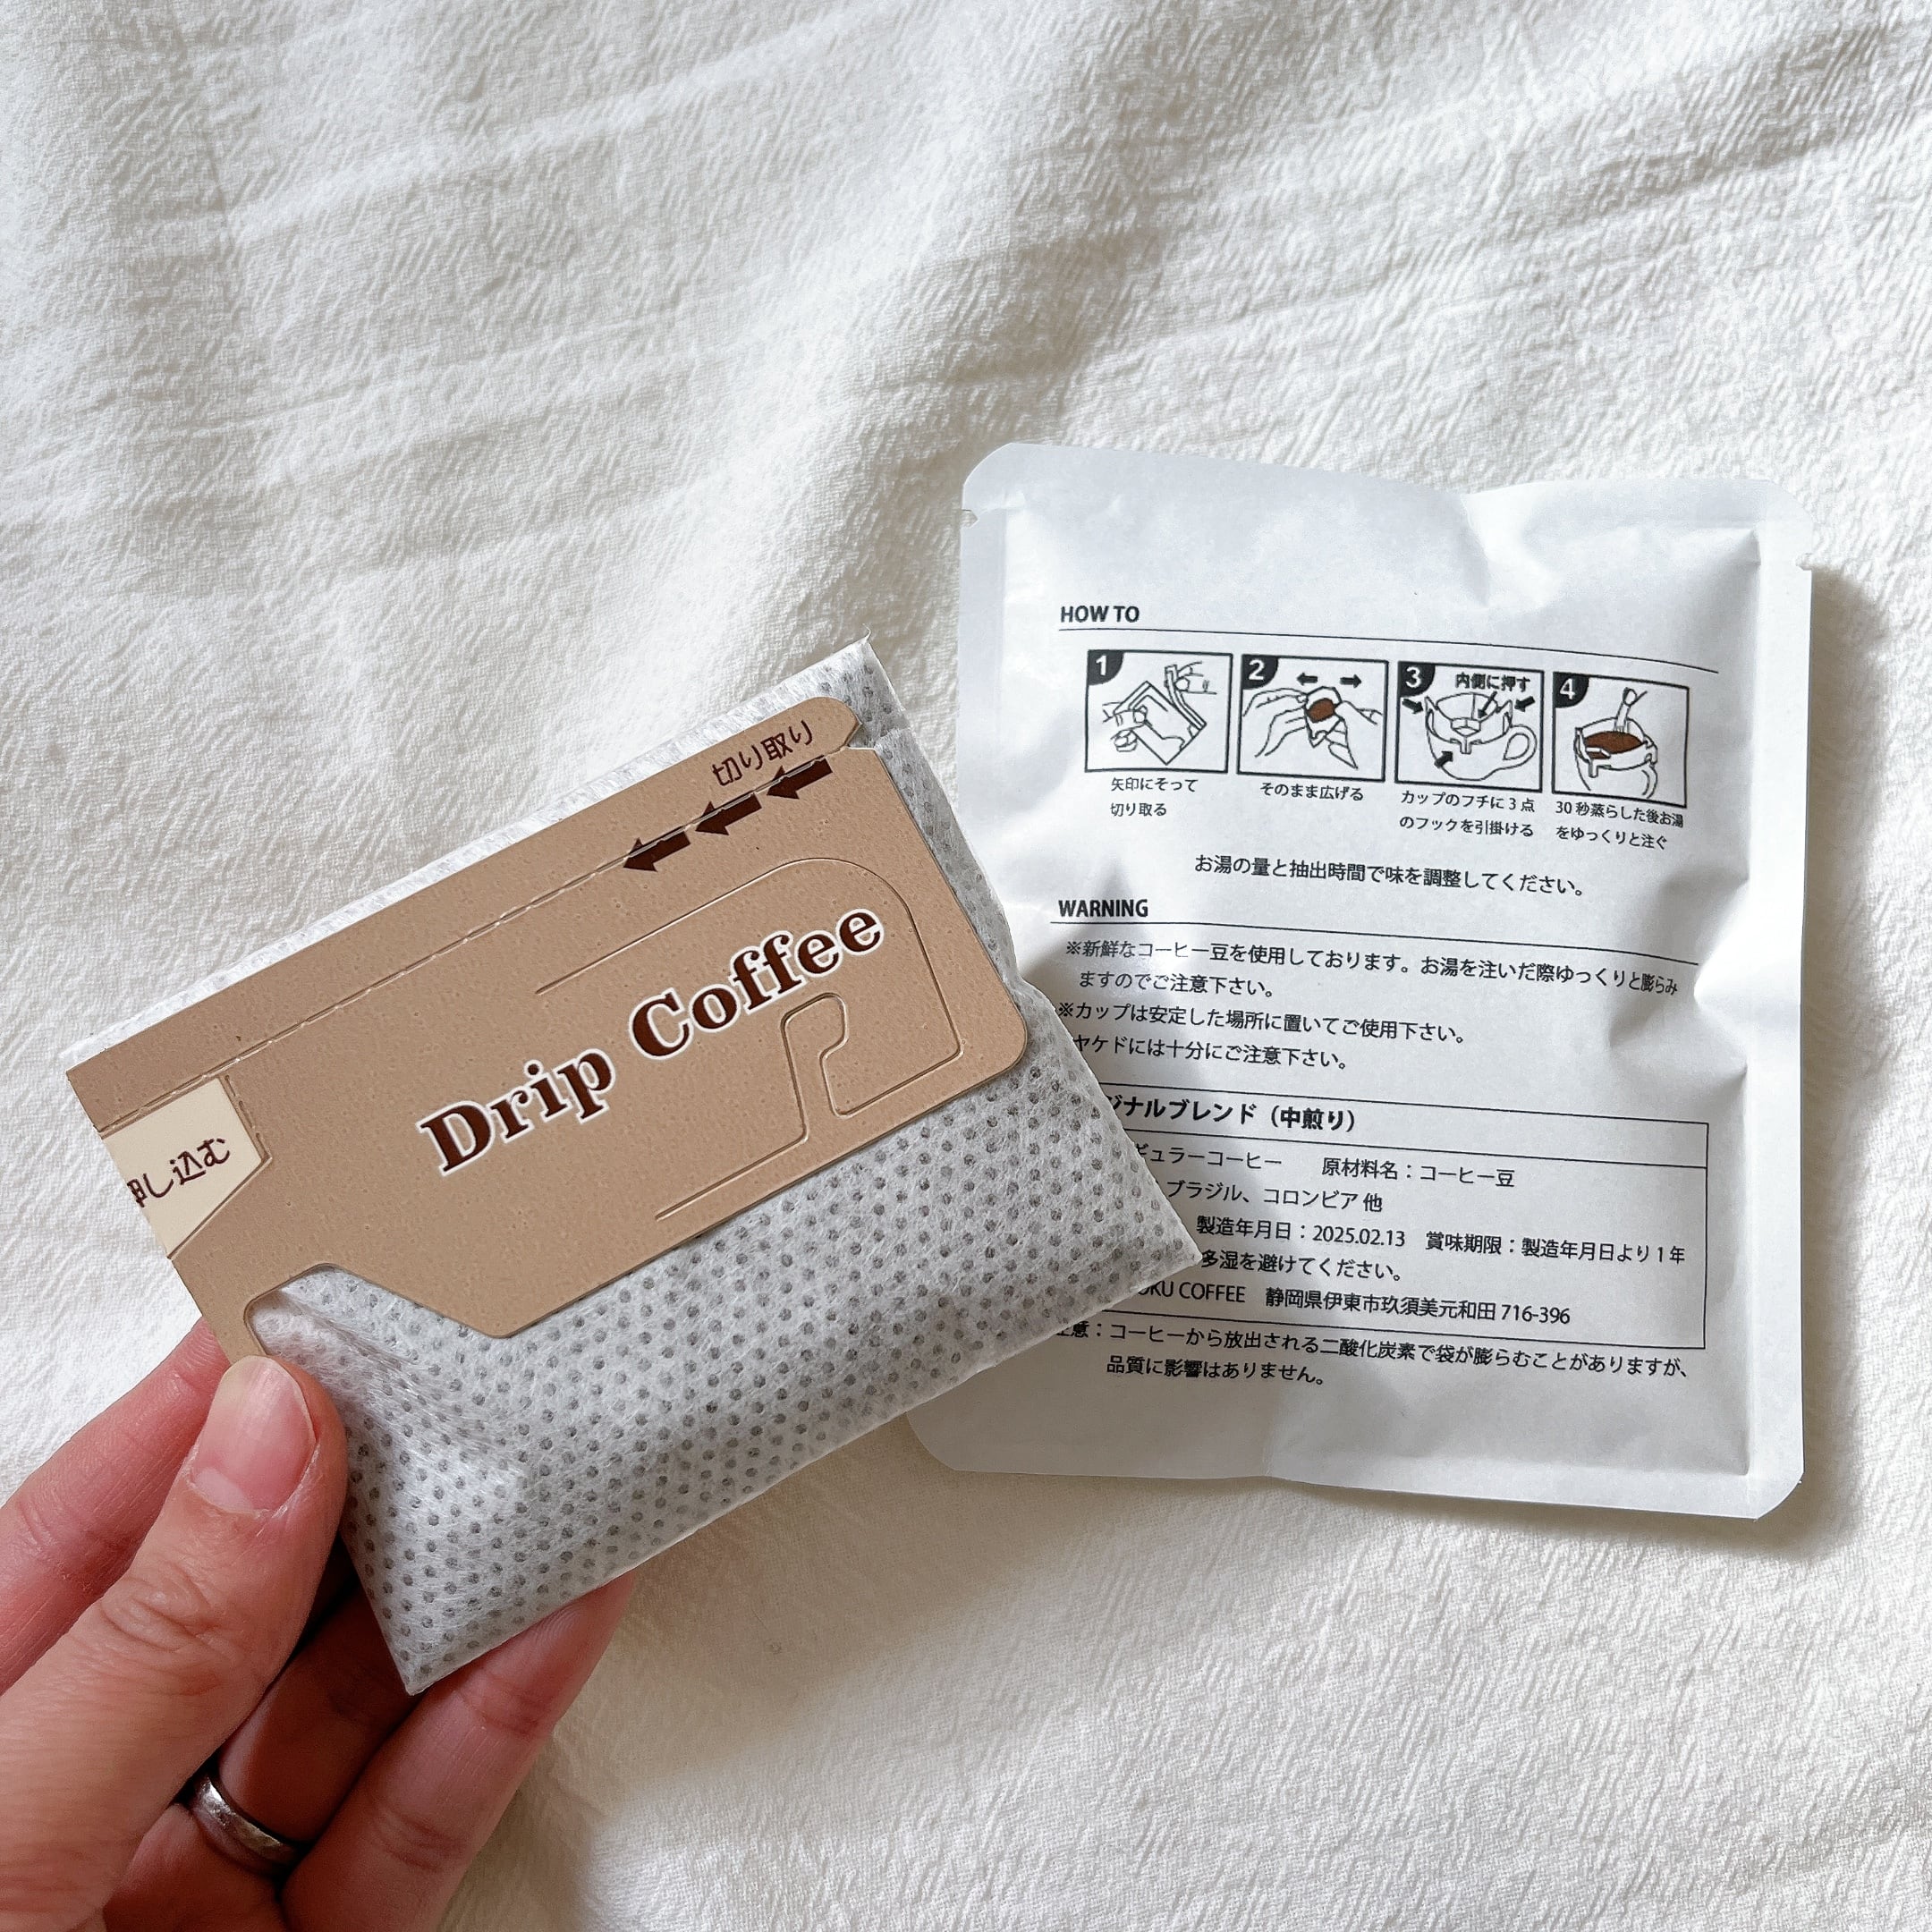 切り取り
Drip Coffee
し込む
HOW TO
1
2
3
内側に押す
4
矢印にそって
切り取る
そのまま広げる
カップのフチに3点
のフックを引掛ける
30秒蒸らした後お湯
をゆっくりと注ぐ
お湯の量と抽出時間で味を調整してください。
WARNING
※新鮮なコーヒー豆を使用しております。お湯を注いだ際ゆっくりと膨らみ
ますのでご注意下さい。
※カップは安定した場所に置いてご使用下さい。
ヤケドには十分にご注意下さい。
ジナルブレンド（中煎り）
ギュラーコーヒー 原材料名：コーヒー豆
ブラジル、コロンビア 他
製造年月日：2025.02.13 賞味期限：製造年月日より1年
多湿を避けてください。
COFFEE 静岡県伊東市玖須美元和田716-396
意：コーヒーから放出される二酸化炭素で袋が膨らむことがありますが、
品質に影響はありません。